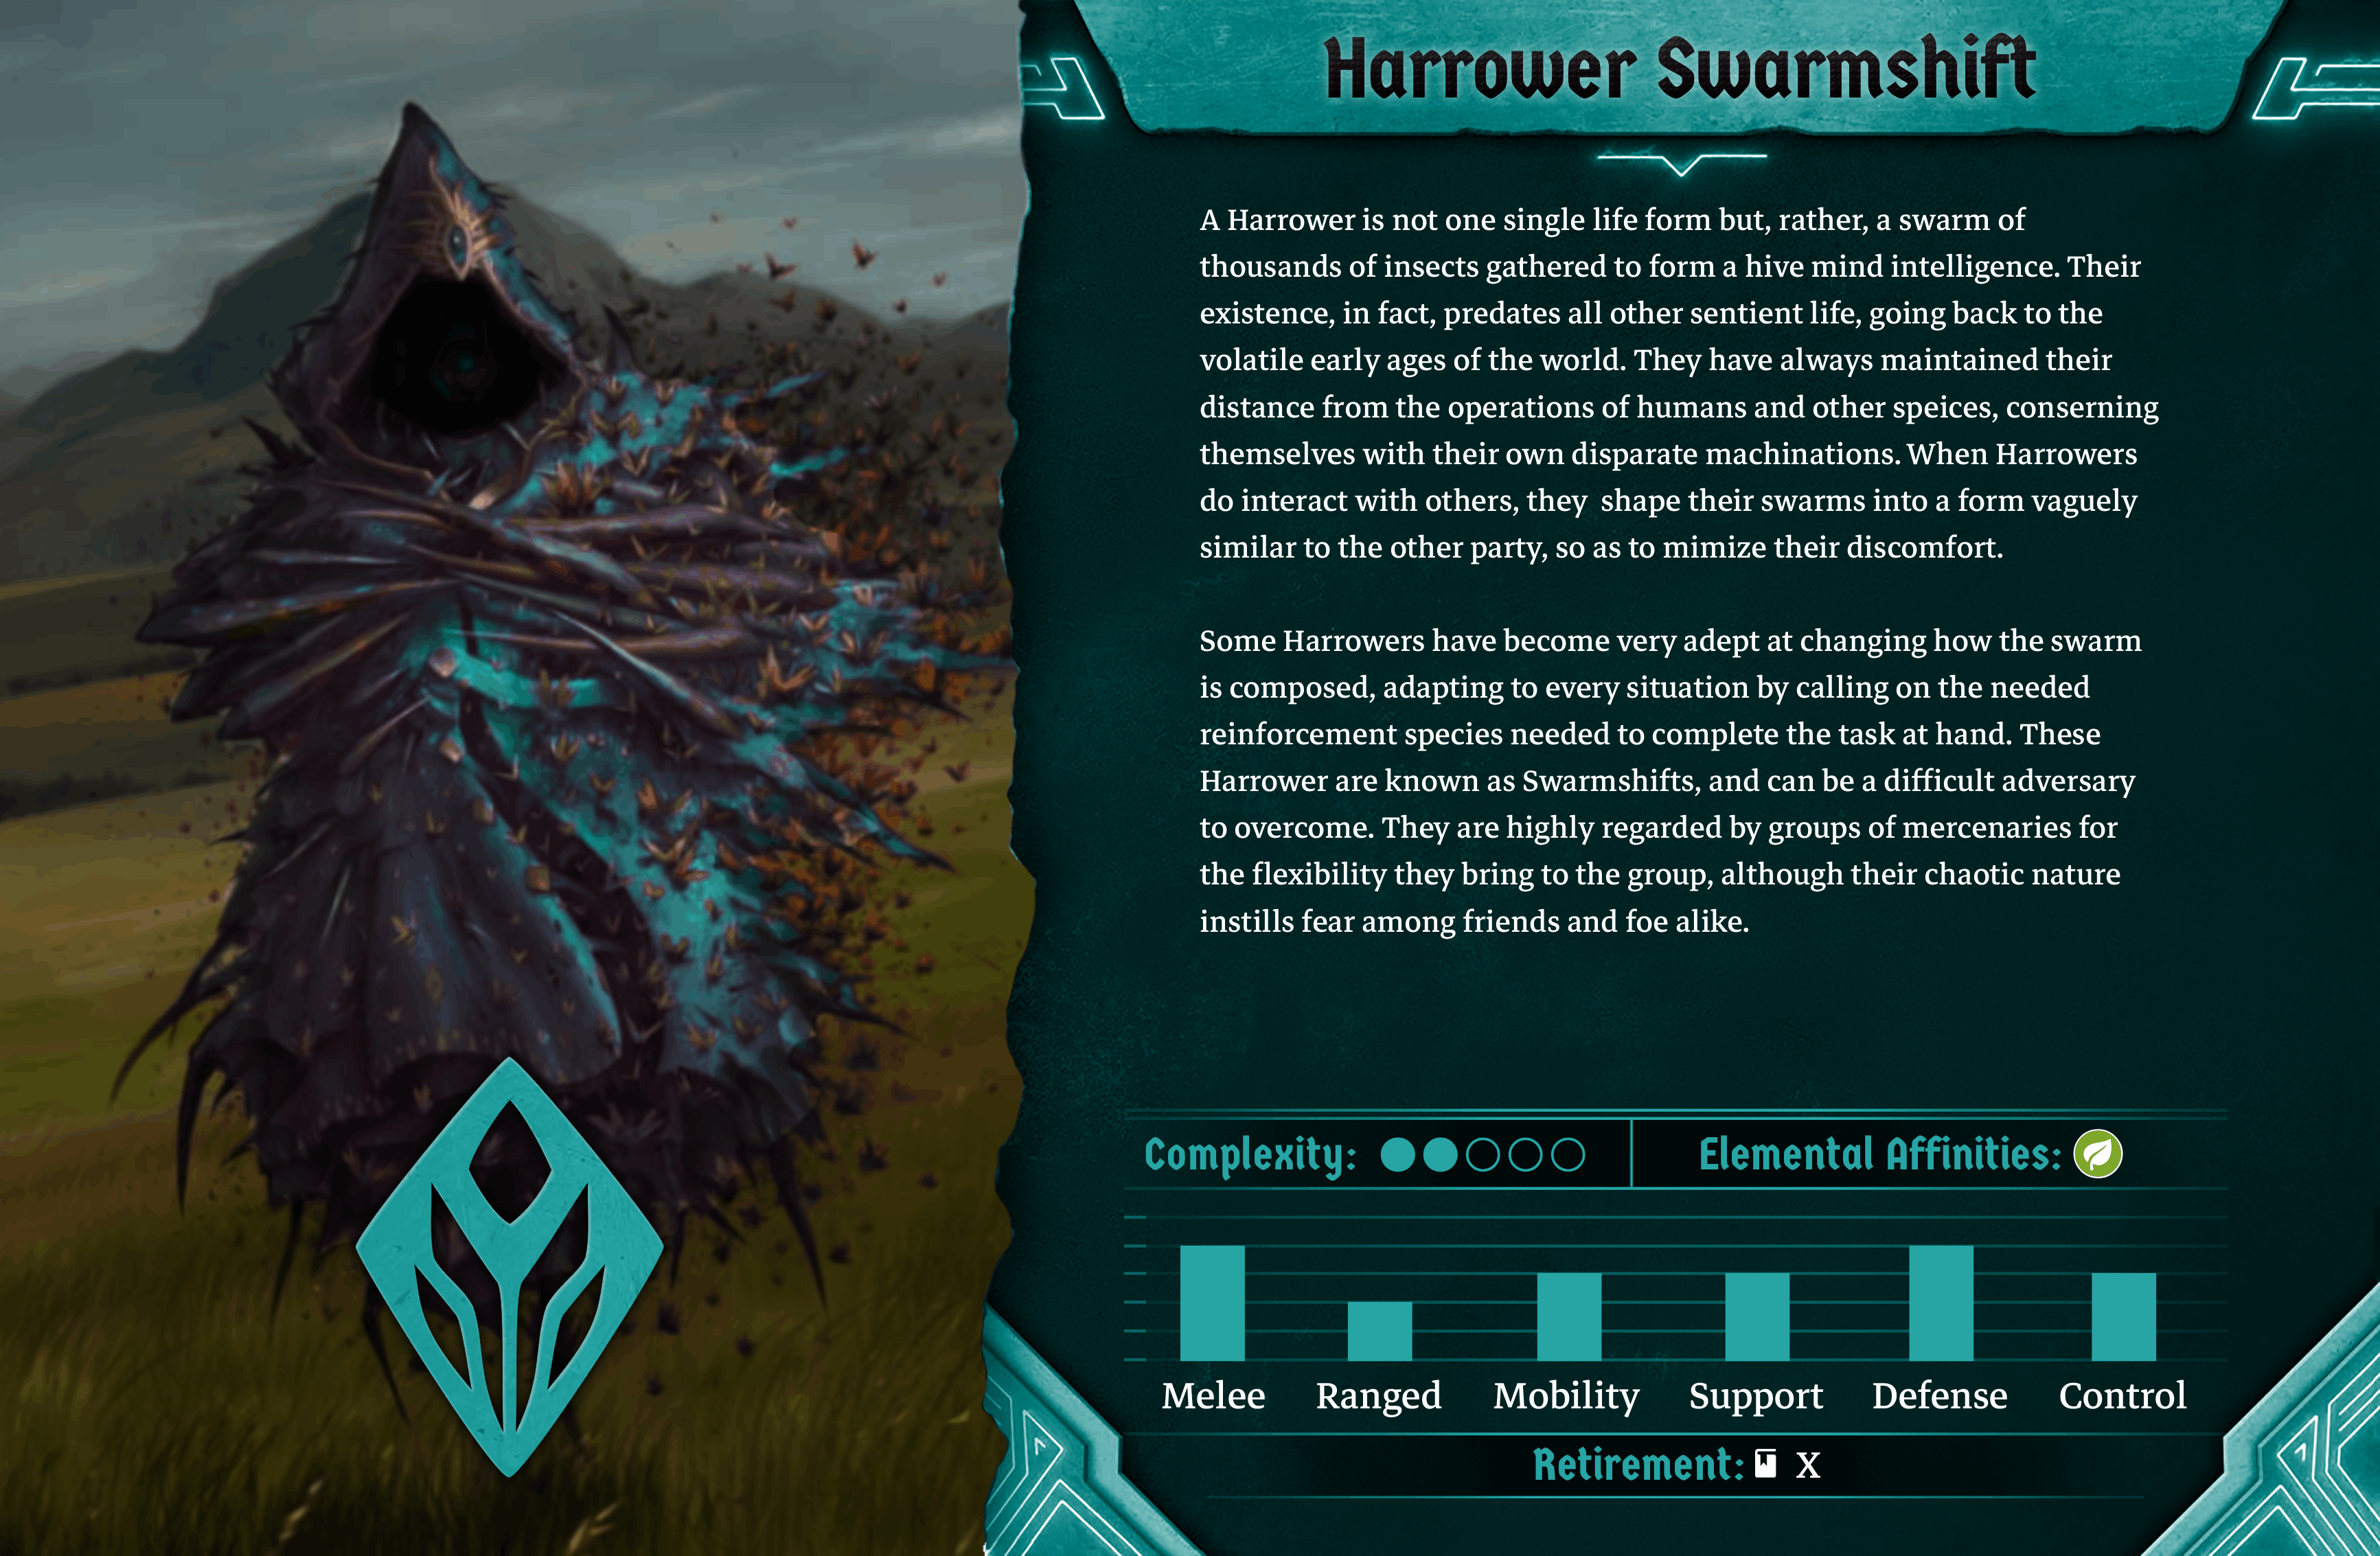 Harrower Swarmshift
A Harrower is not one single life form but, rather, a swarm of
thousands of insects gathered to form a hive mind intelligence. Their
existence, in fact, predates all other sentient life, going back to the
volatile early ages of the world. They have always maintained their
distance from the operations of humans and other speices, conserning
themselves with their own disparate machinations. When Harrowers
do interact with others, they  shape their swarms into a form vaguely
similar to the other party, so as to mimize their discomfort.
Some Harrowers have become very adept at changing how the swarm
is composed, adapting to every situation by calling on the needed
reinforcement species needed to complete the task at hand. These
Harrower are known as Swarmshifts, and can be a difficult adversary
to overcome. They are highly regarded by groups of mercenaries for
the flexibility they bring to the group, although their chaotic nature
instills fear among friends and foe alike.
Complexity:
Elemental Affinities:
Melee Ranged Mobility Support Defense Control
Retirement: X